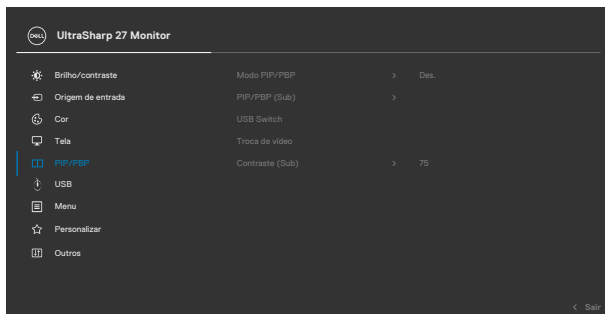 DELL
UltraSharp 27 Monitor
Brilho/contraste
Modo PIP/PBP > Des.
Origem de entrada
PIP/PBP (Sub) >
Cor
USB Switch
Tela
Troca de vídeo
PIP/PBP
Contraste (Sub) > 75
USB
Menu
Personalizar
Outros
< Sair